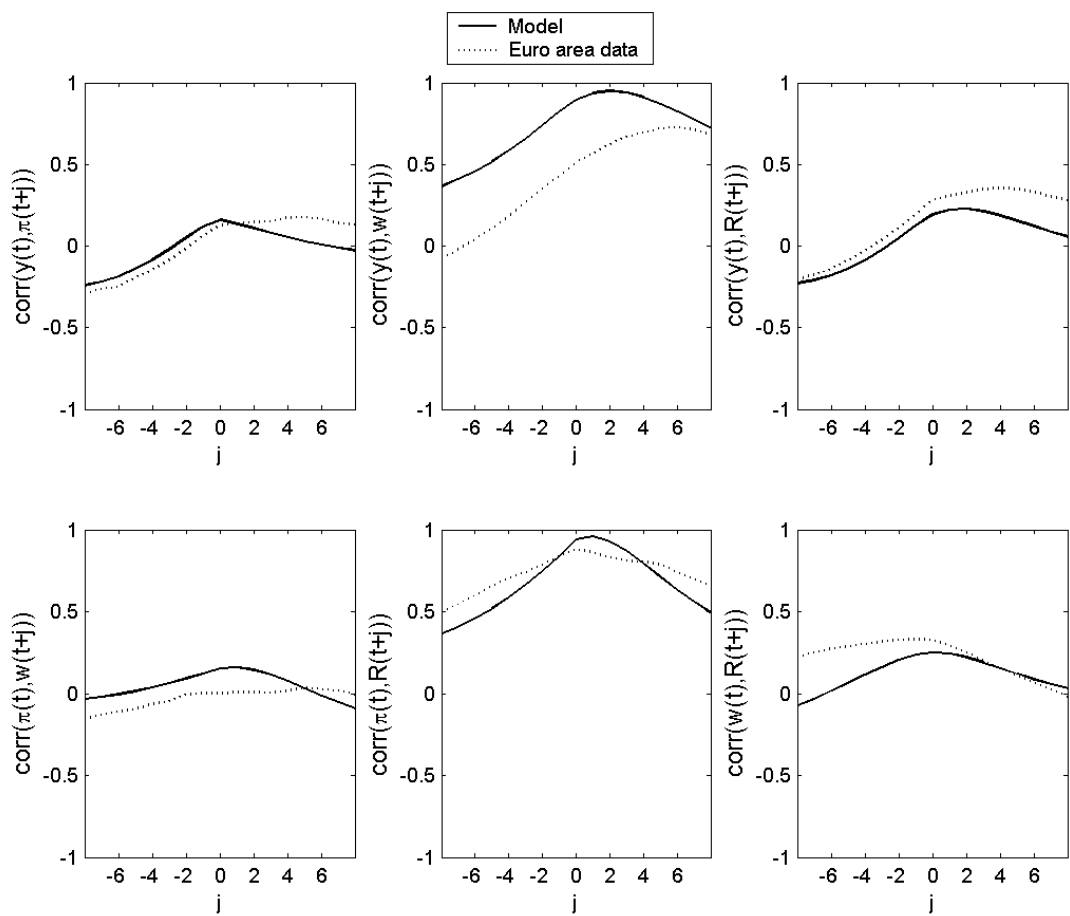 Model
Euro area data
corr(y(t),π(t+j))
1
0.5
0
-0.5
-1
-6 -4 -2 0 2 4 6
j
corr(y(t),w(t+j))
1
0.5
0
-0.5
-1
-6 -4 -2 0 2 4 6
j
corr(y(t),R(t+j))
1
0.5
0
-0.5
-1
-6 -4 -2 0 2 4 6
j
corr(π(t),w(t+j))
1
0.5
0
-0.5
-1
-6 -4 -2 0 2 4 6
j
corr(π(t),R(t+j))
1
0.5
0
-0.5
-1
-6 -4 -2 0 2 4 6
j
corr(w(t),R(t+j))
1
0.5
0
-0.5
-1
-6 -4 -2 0 2 4 6
j